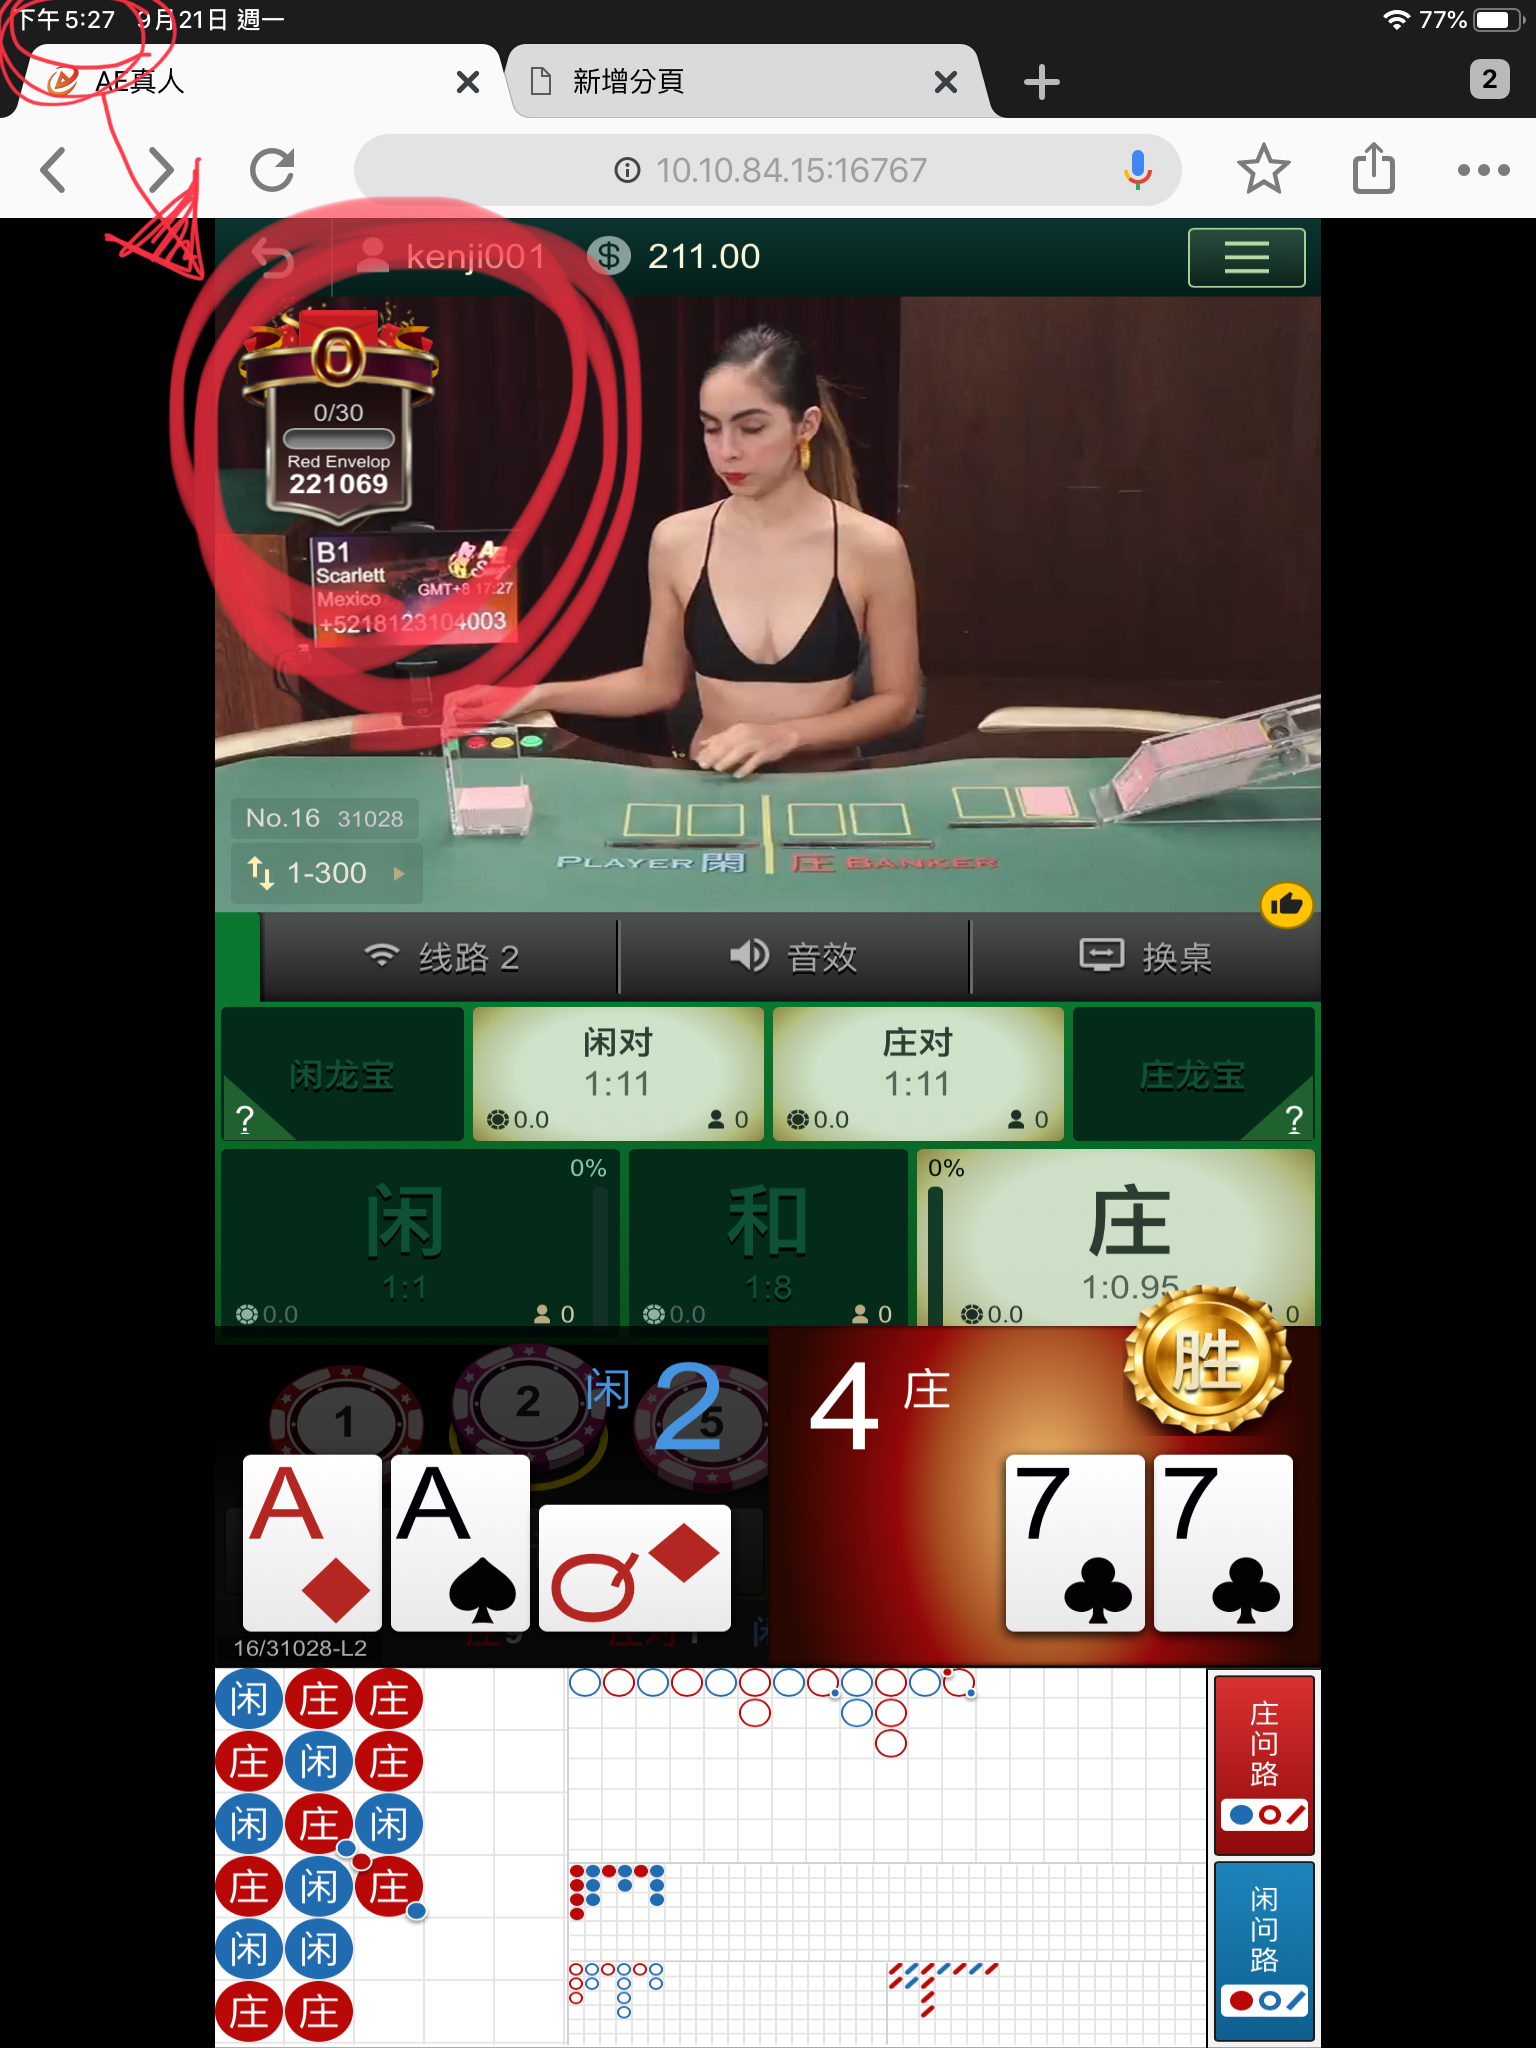 下午5:27 9月21日 週一
77%
AE真人
新增分頁
2
10.10.84.15:16767
kenji001
211.00
0
0/30
Red Envelop
221069
B1
Scarlett
Mexico
GMT+8 17:27
+5218123104003
No.16 31028
1-300
PLAYER 閑 庄 BANKER
线路 2
音效
换桌
闲龙宝
?
闲对
1:11
0.0 0
庄对
1:11
0.0 0
庄龙宝
?
0%
闲
1:1
0.0 0
和
1:8
0.0 0
0%
庄
1:0.95
0.0 0
胜
1
2
5
闲 2
4 庄
A A Q
7 7
16/31028-L2
闲 庄 庄
庄 闲 庄
闲 庄 闲
庄 闲 庄
闲 闲
庄 庄
庄问路
闲问路